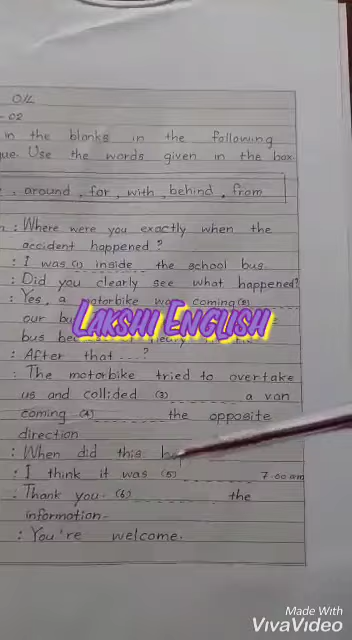 O/L
- 02
in the blanks in the following
gue. Use the words given in the box
, around, for, with, behind, from
: Where were you exactly when the
accident happened?
: I was (1) inside the school bus.
: Did you clearly see what happened?
: Yes, a motorbike was coming
our
bus
: After that ...?
: The motorbike tried to overtake
us and collided (3) ........ a van
coming (4) ........ the opposite
direction
: When did this
: I think it was (5) ........ 7.00 am
: Thank you. (6) ........ the
information.
: You're welcome.
LAKSHI ENGLISH
Made With
VivaVideo